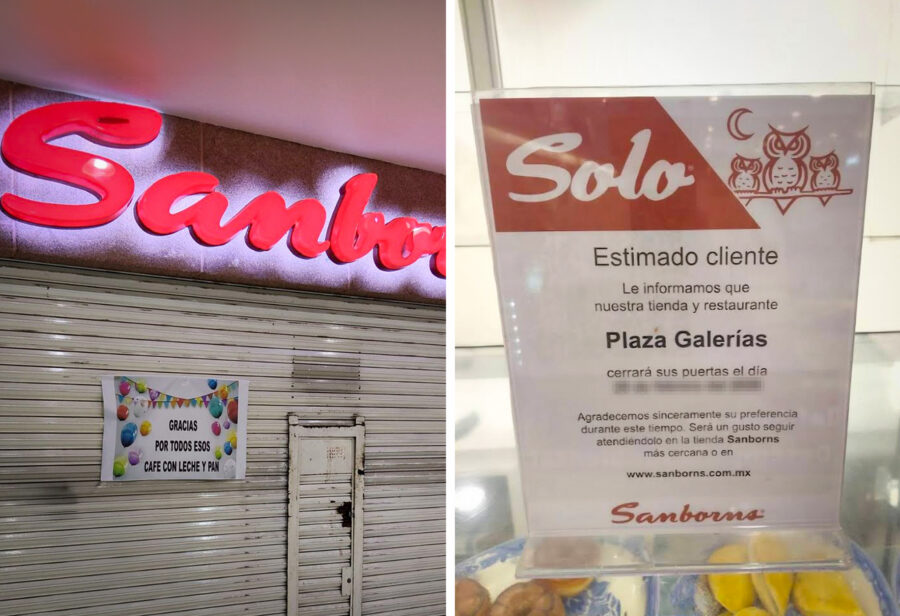 Sanbor
GRACIAS
POR TODOS ESOS
CAFE CON LECHE Y PAN
Solo
Estimado cliente
Le informamos que
nuestra tienda y restaurante
Plaza Galerías
cerrará sus puertas el día
Agradecemos sinceramente su preferencia
durante este tiempo. Será un gusto seguir
atendiéndolo en la tienda Sanborns
más cercana o en
www.sanborns.com.mx
Sanborns